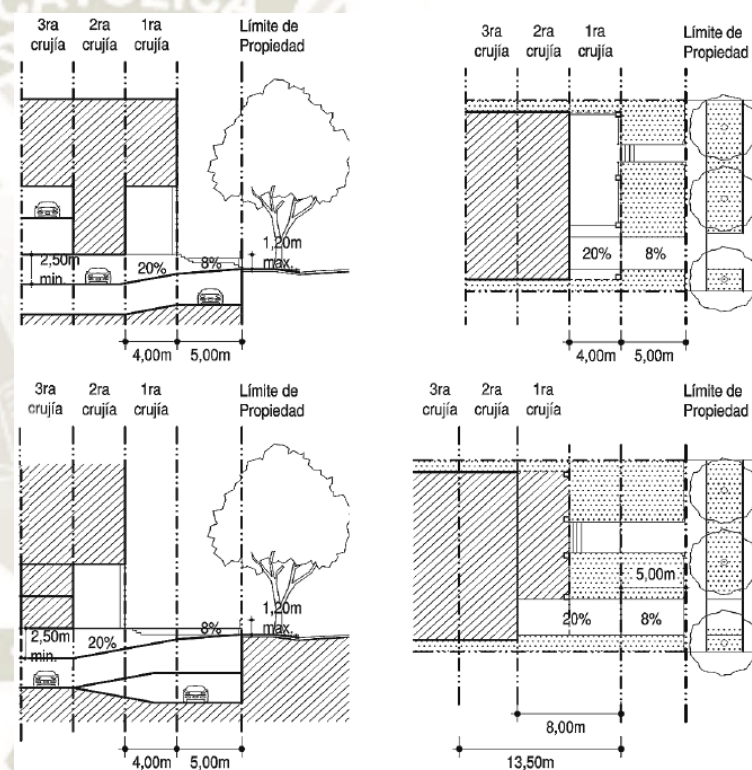 CATOLICA
3ra crujía
2ra crujía
1ra crujía
Límite de Propiedad
1,20m max.
2,50m min.
20%
8%
4,00m
5,00m
3ra crujía
2ra crujía
1ra crujía
Límite de Propiedad
20%
8%
4,00m
5,00m
3ra crujía
2ra crujía
1ra crujía
Límite de Propiedad
1,20m max.
2,50m min.
20%
8%
4,00m
5,00m
3ra crujía
2ra crujía
1ra crujía
Límite de Propiedad
5,00m
20%
8%
8,00m
13,50m